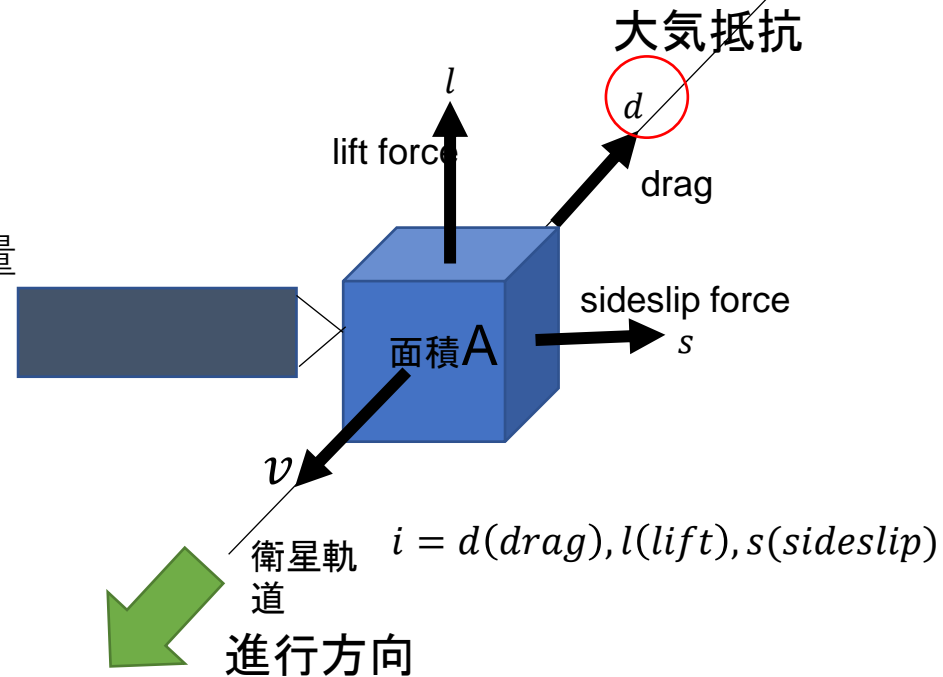 大気抵抗
l
d
lift force
drag
量
sideslip force
s
面積A
v
i = d(drag), l(lift), s(sideslip)
衛星軌
道
進行方向